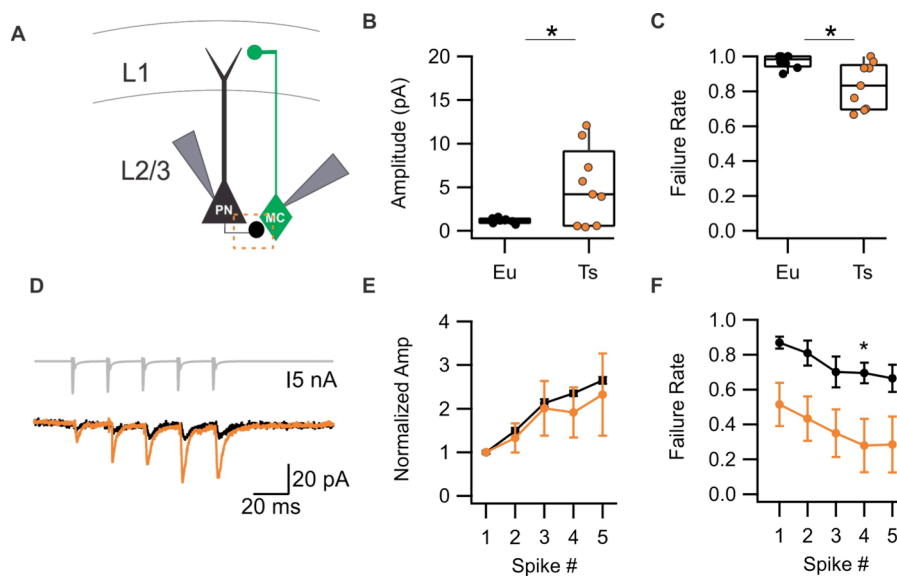 A
L1
L2/3
PN
MC
B
*
Amplitude (pA)
20
15
10
5
0
Eu
Ts
C
*
Failure Rate
1.0
0.8
0.6
0.4
0.2
0.0
Eu
Ts
D
I5 nA
20 pA
20 ms
E
Normalized Amp
4
3
2
1
0
1
2
3
4
5
Spike #
F
Failure Rate
1.0
0.8
0.6
0.4
0.2
0.0
*
1
2
3
4
5
Spike #